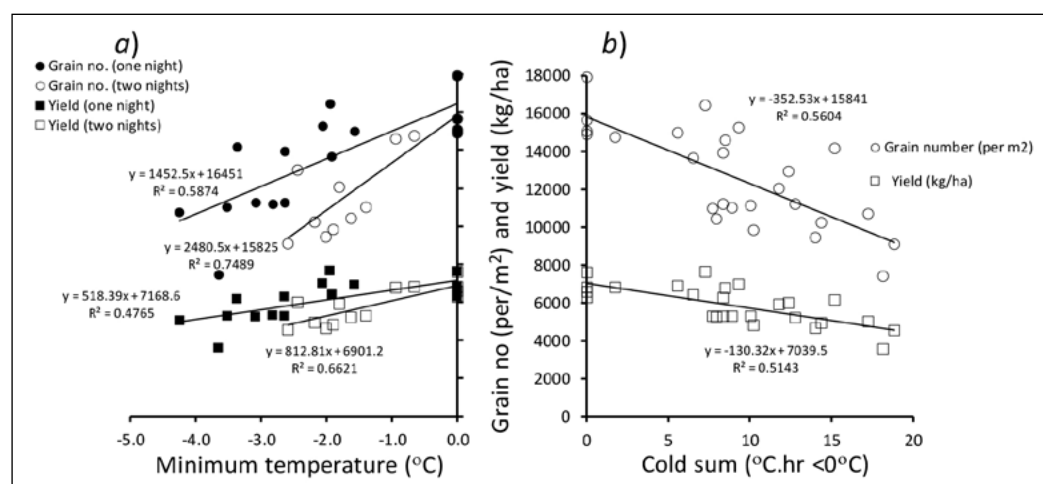 a)
Grain no. (one night)
Grain no. (two nights)
Yield (one night)
Yield (two nights)
y = 1452.5x + 16451
R² = 0.5874
y = 2480.5x + 15825
R² = 0.7489
y = 518.39x + 7168.6
R² = 0.4765
y = 812.81x + 6901.2
R² = 0.6621
-5.0 -4.0 -3.0 -2.0 -1.0 0.0
Minimum temperature (°C)
b)
Grain no (per/m²) and yield (kg/ha)
18000
16000
14000
12000
10000
8000
6000
4000
2000
0
y = -352.53x + 15841
R² = 0.5604
Grain number (per m2)
Yield (kg/ha)
y = -130.32x + 7039.5
R² = 0.5143
0 5 10 15 20
Cold sum (°C.hr <0°C)